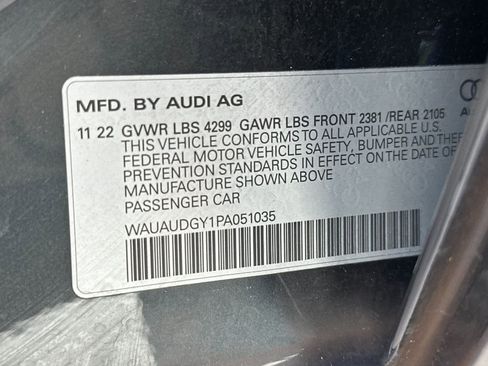 MFD. BY AUDI AG
11 22 GVWR LBS 4299 GAWR LBS FRONT 2381 /REAR 2105
THIS VEHICLE CONFORMS TO ALL APPLICABLE U.S.
FEDERAL MOTOR VEHICLE SAFETY, BUMPER AND THEFT
PREVENTION STANDARDS IN EFFECT ON THE DATE
MANUFACTURE SHOWN ABOVE
PASSENGER CAR
WAUAUDGY1PA051035